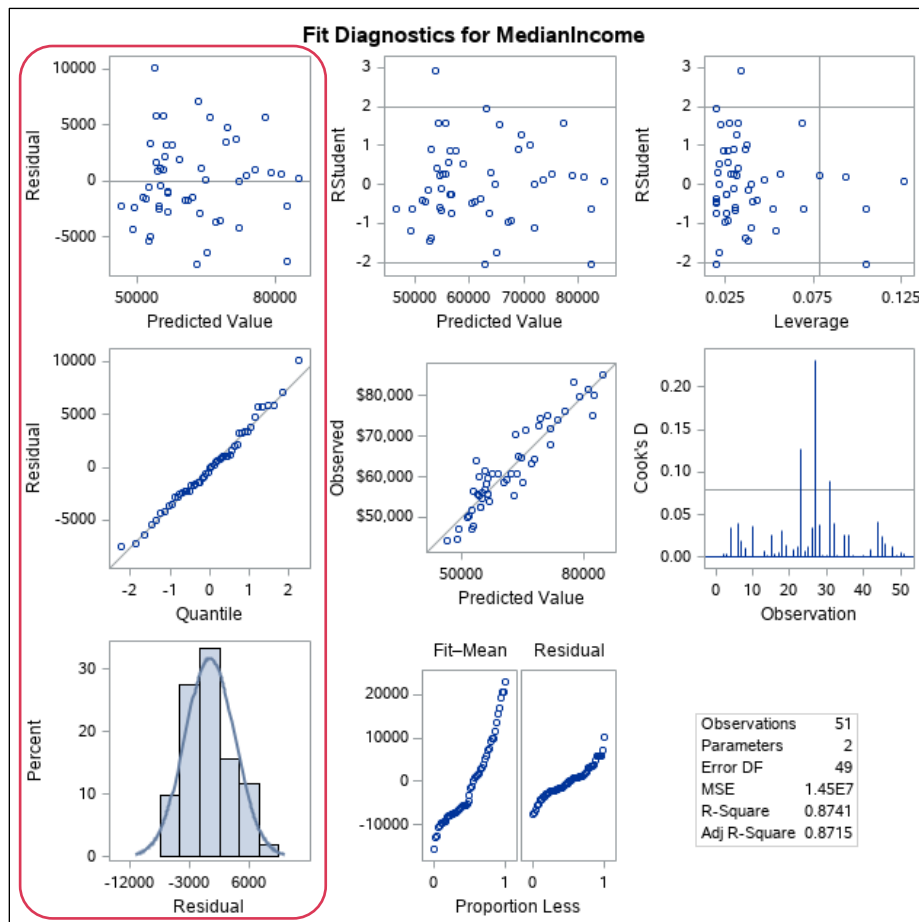 Fit Diagnostics for MedianIncome
10000
5000
0
-5000
Residual
50000 80000
Predicted Value
3
2
1
0
-1
-2
RStudent
50000 60000 70000 80000
Predicted Value
3
2
1
0
-1
-2
RStudent
0.025 0.075 0.125
Leverage
10000
5000
0
-5000
Residual
-2 -1 0 1 2
Quantile
$80,000
$70,000
$60,000
$50,000
Observed
50000 80000
Predicted Value
0.20
0.15
0.10
0.05
0.00
Cook's D
0 10 20 30 40 50
Observation
30
20
10
0
Percent
-12000 -3000 6000
Residual
Fit–Mean Residual
20000
10000
0
-10000
0 1 0 1
Proportion Less
Observations 51
Parameters 2
Error DF 49
MSE 1.45E7
R-Square 0.8741
Adj R-Square 0.8715